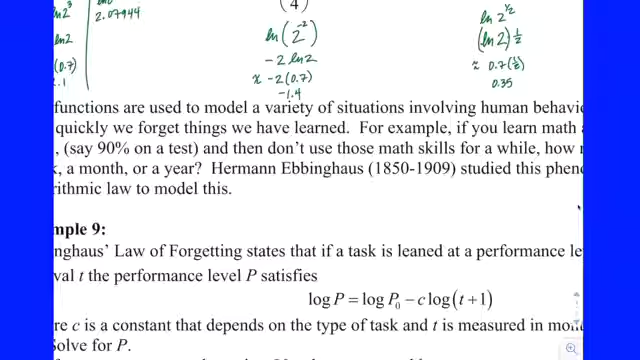 ln 2³
2.07944
ln 2
(0.7)
.1
4
ln(2⁻²)
-2 ln 2
≈ -2(0.7)
-1.4
ln 2^½
(ln 2)½
≈ 0.7(½)
0.35
functions are used to model a variety of situations involving human behavio
quickly we forget things we have learned. For example, if you learn math a
, (say 90% on a test) and then don't use those math skills for a while, how
, a month, or a year? Hermann Ebbinghaus (1850-1909) studied this phen
rithmic law to model this.
mple 9:
inghaus' Law of Forgetting states that if a task is leaned at a performance lev
rval t the performance level P satisfies
log P = log P₀ − c log(t + 1)
re c is a constant that depends on the type of task and t is measured in mon
Solve for P.